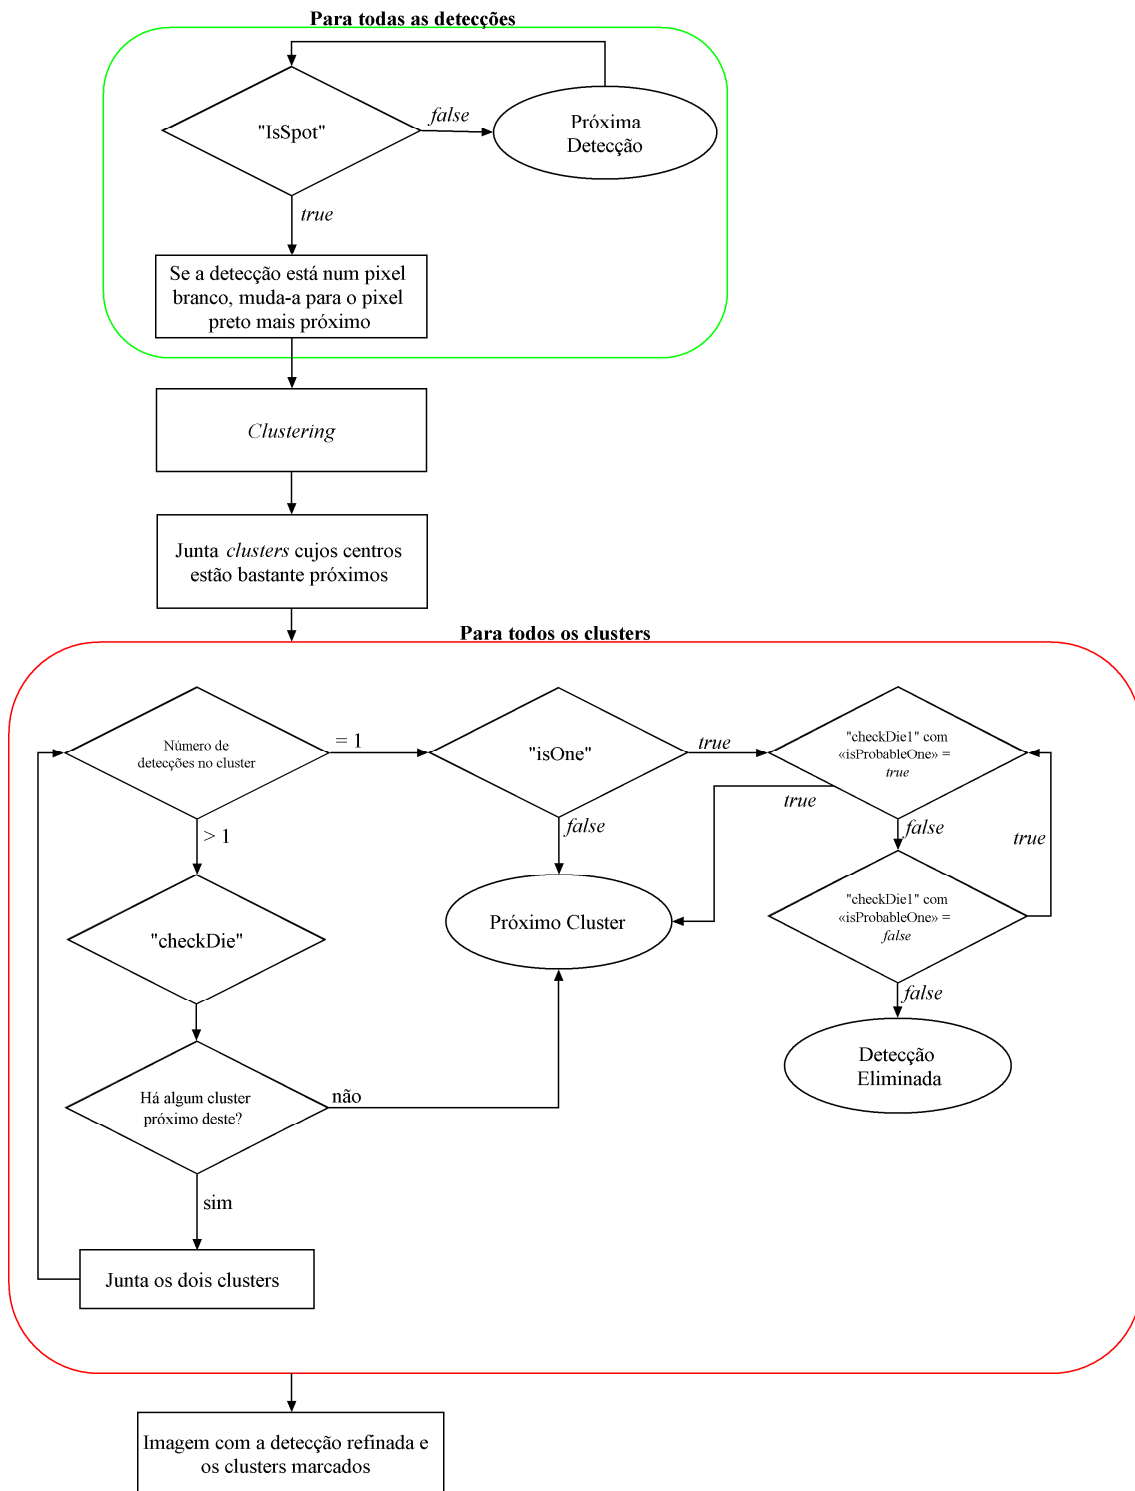 Para todas as detecções
"IsSpot"
false
Próxima
Detecção
true
Se a detecção está num pixel
branco, muda-a para o pixel
preto mais próximo
Clustering
Junta clusters cujos centros
estão bastante próximos
Para todos os clusters
Número de
detecções no cluster
= 1
"isOne"
true
"checkDie1" com
«isProbableOne» =
true
true
false
> 1
false
true
"checkDie"
Próximo Cluster
"checkDie1" com
«isProbableOne» =
false
false
Detecção
Eliminada
Há algum cluster
próximo deste?
não
sim
Junta os dois clusters
Imagem com a detecção refinada e
os clusters marcados